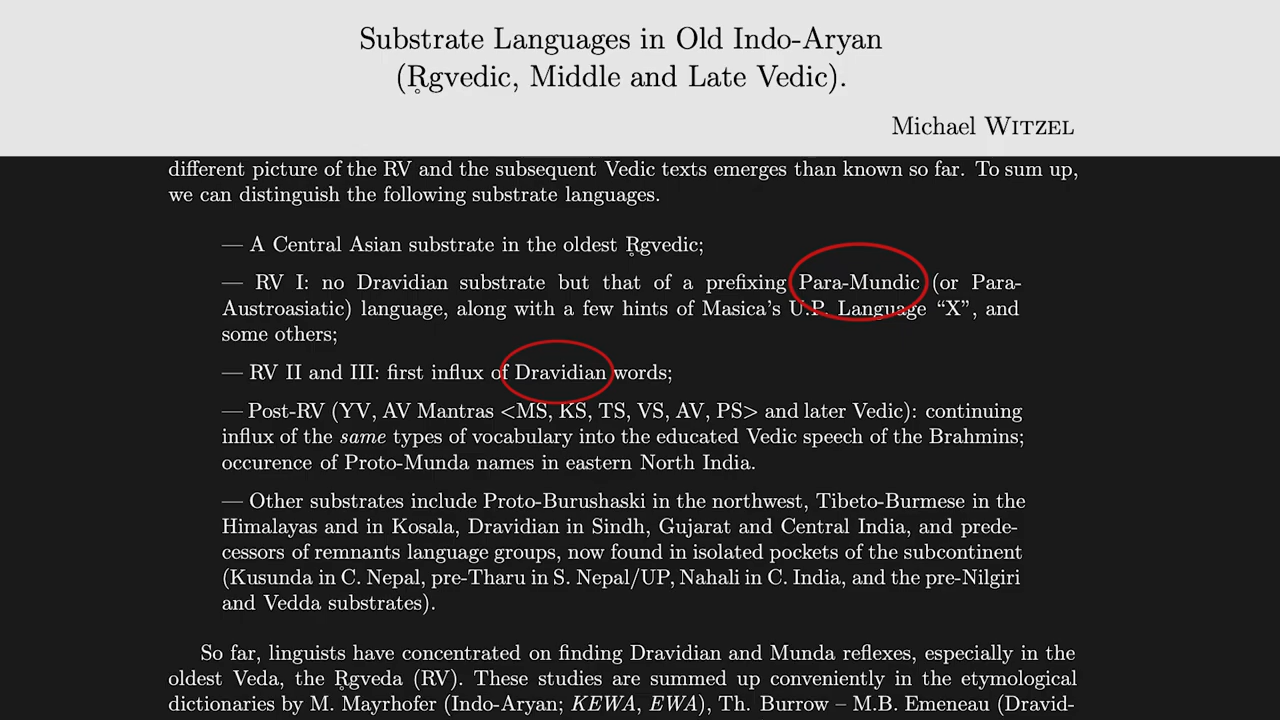 Substrate Languages in Old Indo-Aryan
(R̥gvedic, Middle and Late Vedic).
Michael WITZEL
different picture of the RV and the subsequent Vedic texts emerges than known so far. To sum up,
we can distinguish the following substrate languages.
— A Central Asian substrate in the oldest R̥gvedic;
— RV I: no Dravidian substrate but that of a prefixing Para-Mundic (or Para-
Austroasiatic) language, along with a few hints of Masica's U.P. Language “X”, and
some others;
— RV II and III: first influx of Dravidian words;
— Post-RV (YV, AV Mantras <MS, KS, TS, VS, AV, PS> and later Vedic): continuing
influx of the same types of vocabulary into the educated Vedic speech of the Brahmins;
occurence of Proto-Munda names in eastern North India.
— Other substrates include Proto-Burushaski in the northwest, Tibeto-Burmese in the
Himalayas and in Kosala, Dravidian in Sindh, Gujarat and Central India, and prede-
cessors of remnants language groups, now found in isolated pockets of the subcontinent
(Kusunda in C. Nepal, pre-Tharu in S. Nepal/UP, Nahali in C. India, and the pre-Nilgiri
and Vedda substrates).
So far, linguists have concentrated on finding Dravidian and Munda reflexes, especially in the
oldest Veda, the R̥gveda (RV). These studies are summed up conveniently in the etymological
dictionaries by M. Mayrhofer (Indo-Aryan; KEWA, EWA), Th. Burrow – M.B. Emeneau (Dravid-